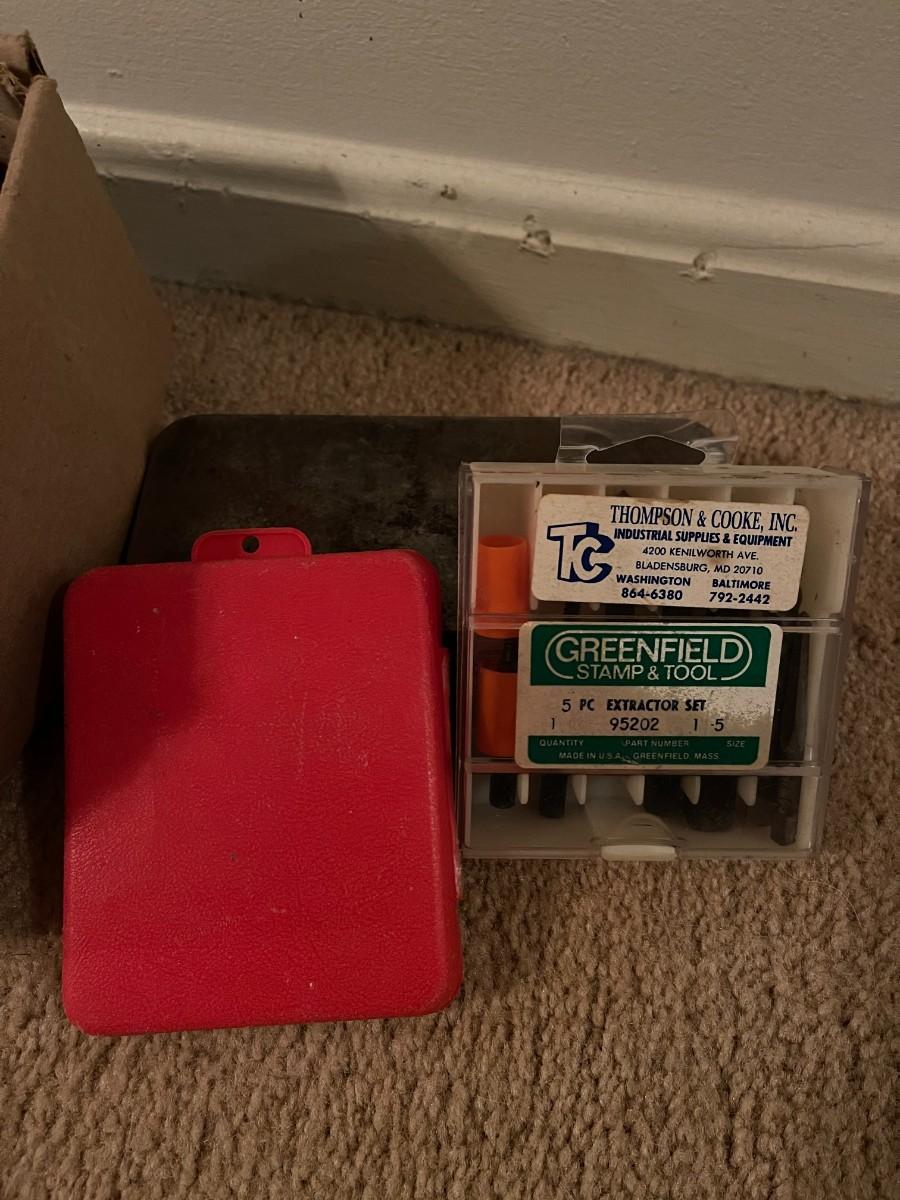 THOMPSON & COOKE, INC.
INDUSTRIAL SUPPLIES & EQUIPMENT
TC
4200 KENILWORTH AVE.
BLADENSBURG, MD 20710
WASHINGTON BALTIMORE
864-6380 792-2442
GREENFIELD
STAMP & TOOL
5 PC EXTRACTOR SET
1 95202 1-5
QUANTITY PART NUMBER SIZE
MADE IN U.S.A. GREENFIELD, MASS.